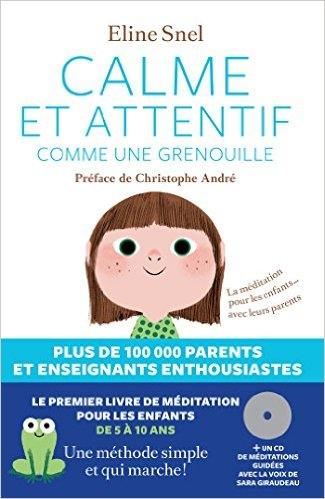 Eline Snel
CALME
ET ATTENTIF
COMME UNE GRENOUILLE
Préface de Christophe André
La méditation
pour les enfants...
avec leurs parents
PLUS DE 100 000 PARENTS
ET ENSEIGNANTS ENTHOUSIASTES
LE PREMIER LIVRE DE MÉDITATION
POUR LES ENFANTS
DE 5 À 10 ANS
Une méthode simple
et qui marche!
+ UN CD
DE MÉDITATIONS
GUIDÉES
AVEC LA VOIX DE
SARA GIRAUDEAU